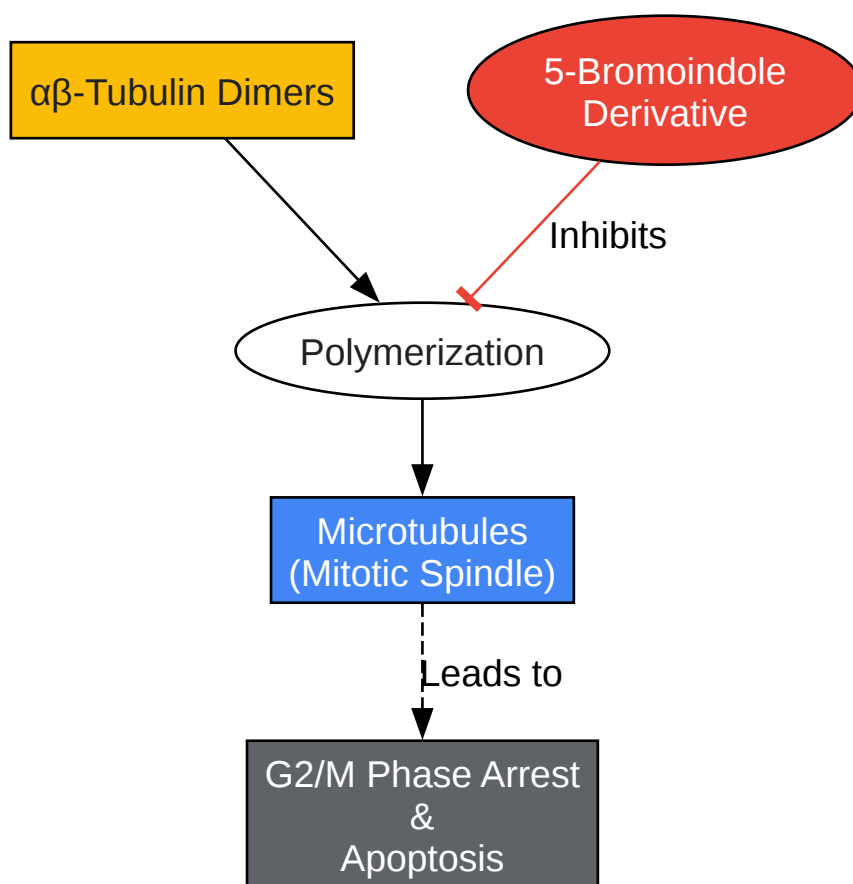 αβ-Tubulin Dimers
5-Bromoindole
Derivative
Inhibits
Polymerization
Microtubules
(Mitotic Spindle)
Leads to
G2/M Phase Arrest
&
Apoptosis